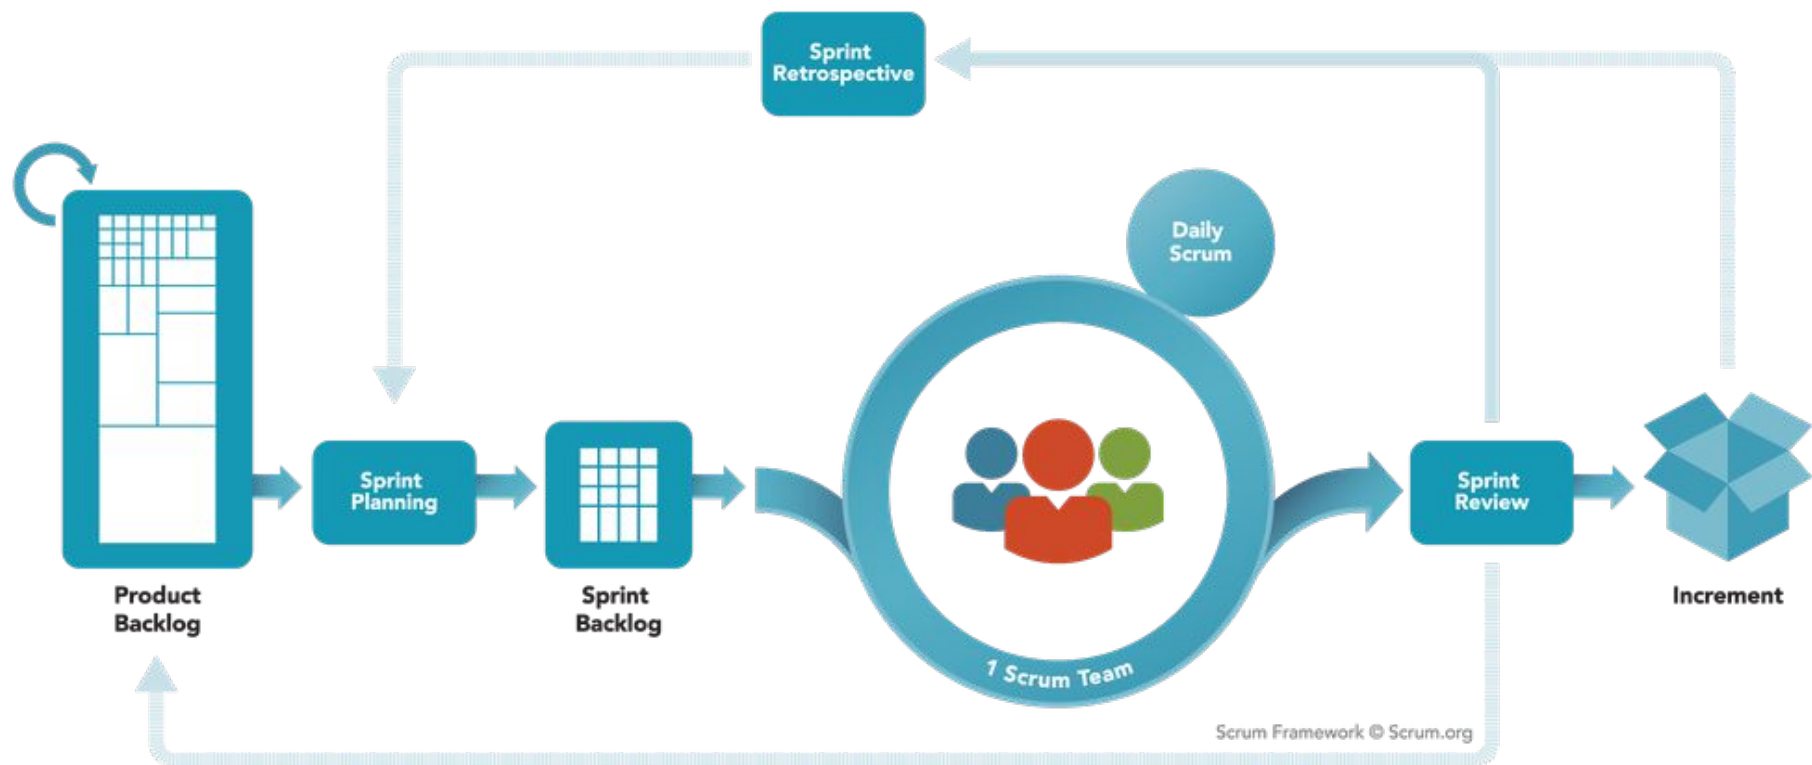 Sprint
Retrospective
Daily
Scrum
Sprint
Planning
Sprint
Review
Product
Backlog
Sprint
Backlog
Increment
1 Scrum Team
Scrum Framework © Scrum.org